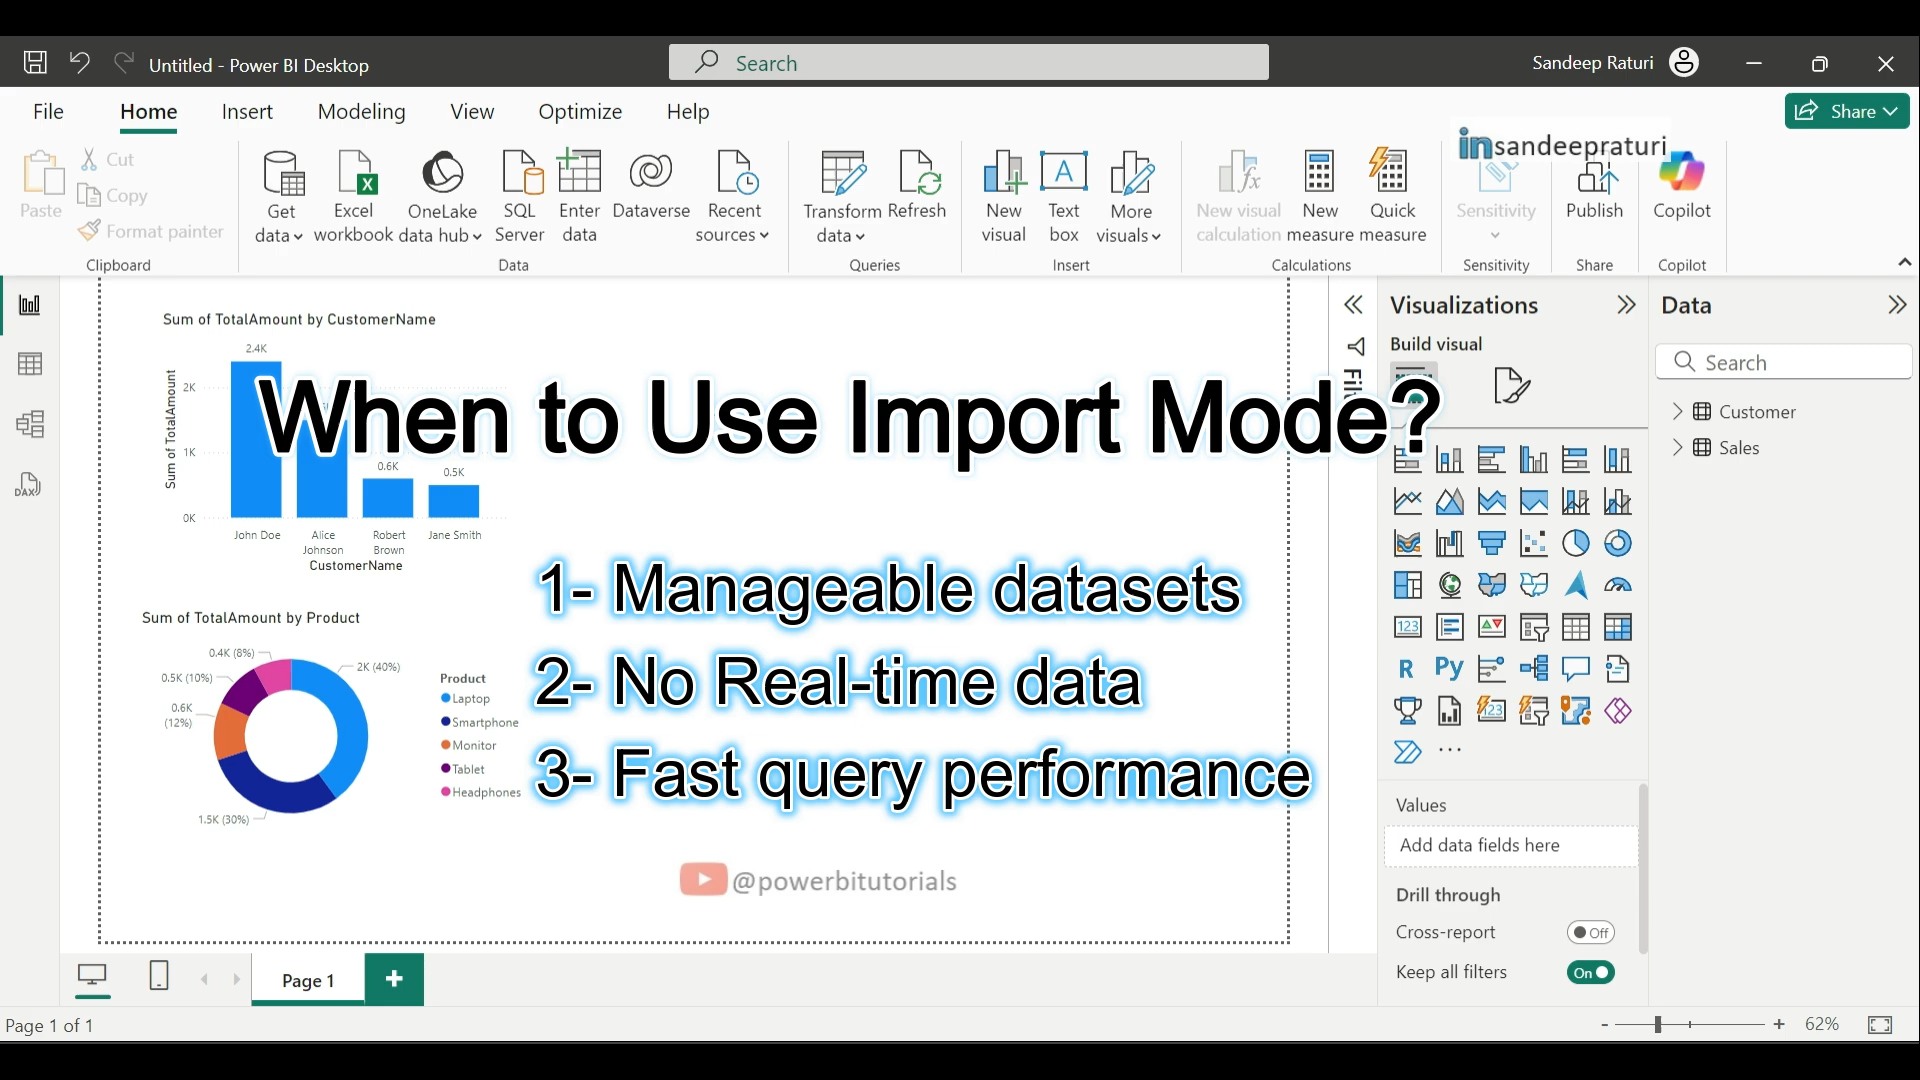 Untitled - Power BI Desktop
Search
Sandeep Raturi
File Home Insert Modeling View Optimize Help
Share
in sandeepraturi
Paste
Cut
Copy
Format painter
Clipboard
Get data
Excel workbook
OneLake data hub
SQL Server
Enter data
Dataverse
Recent sources
Data
Transform data
Refresh
Queries
New visual
Text box
More visuals
Insert
New visual calculation
New measure
Quick measure
Calculations
Sensitivity
Sensitivity
Publish
Share
Copilot
Copilot
Sum of TotalAmount by CustomerName
Sum of TotalAmount
2K
1K
0K
2.4K
0.6K
0.5K
John Doe
Alice Johnson
Robert Brown
Jane Smith
CustomerName
When to Use Import Mode?
1- Manageable datasets
2- No Real-time data
3- Fast query performance
Sum of TotalAmount by Product
0.4K (8%)
0.5K (10%)
0.6K (12%)
1.5K (30%)
2K (40%)
Product
Laptop
Smartphone
Monitor
Tablet
Headphones
@powerbitutorials
Visualizations
Build visual
123
R
Py
123
Values
Add data fields here
Drill through
Cross-report
Off
Keep all filters
On
Data
Search
Customer
Sales
DAX
Page 1
Page 1 of 1
- + 62%